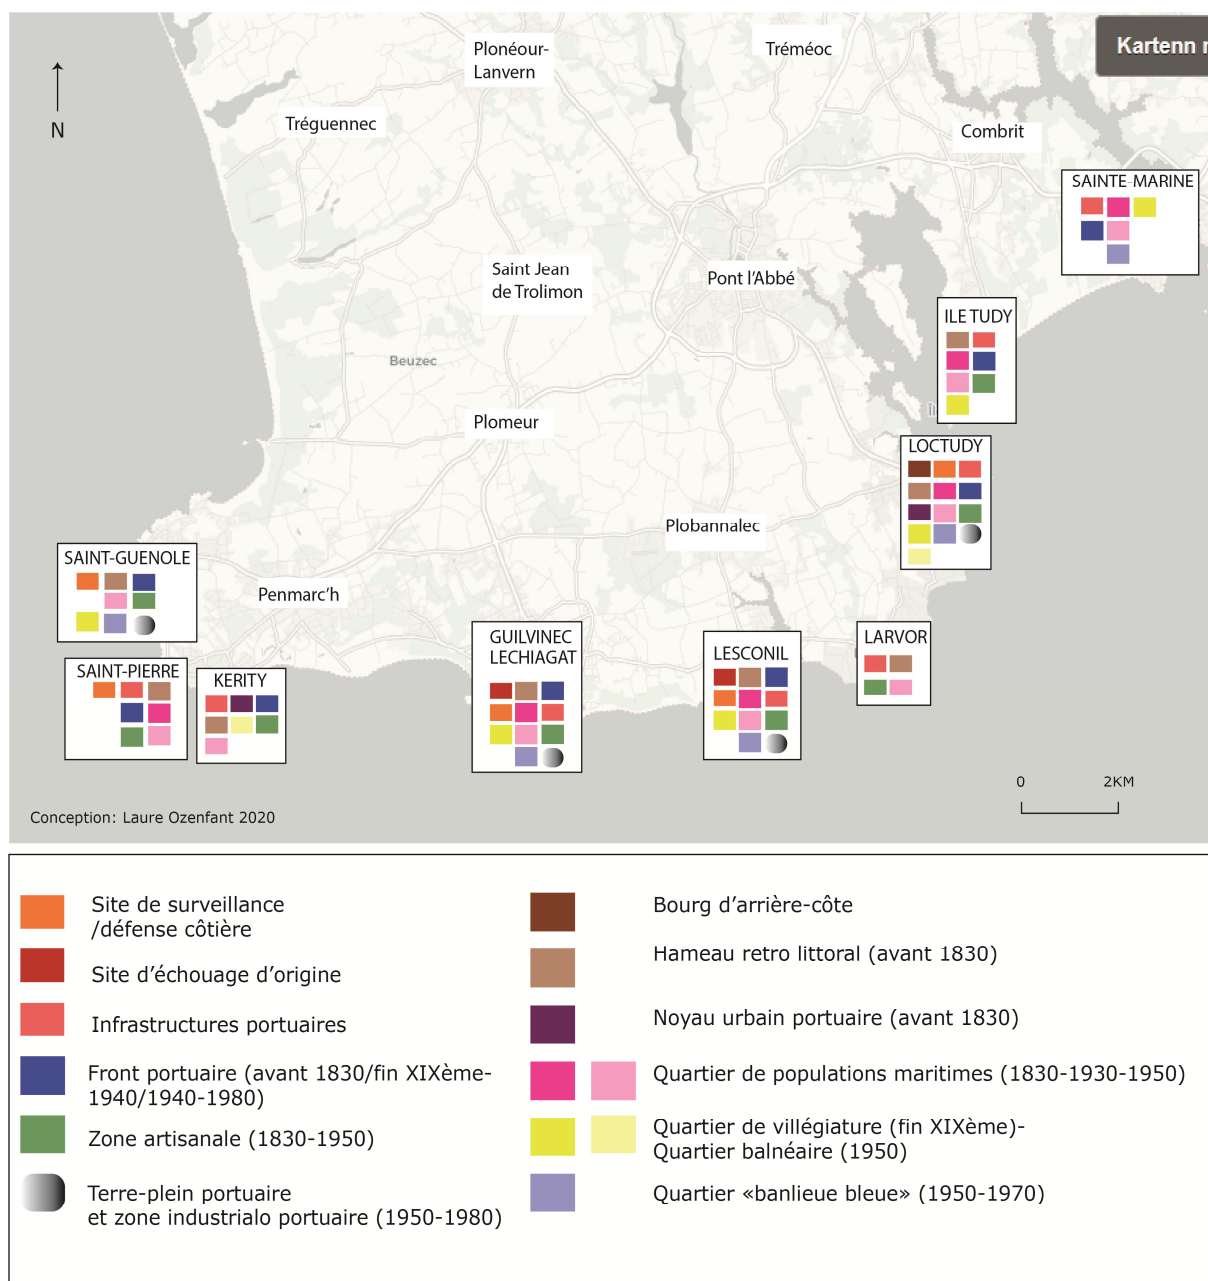 Plonéour-
Lanvern
Tréméoc
Kartenn
N
Tréguennec
Combrit
SAINTE-MARINE
Saint Jean
de Trolimon
Pont l'Abbé
ILE TUDY
Beuzec
Plomeur
LOCTUDY
Plobannalec
SAINT-GUENOLE
Penmarc'h
GUILVINEC
LECHIAGAT
LARVOR
LESCONIL
SAINT-PIERRE
KERITY
0 2KM
Conception: Laure Ozenfant 2020
Site de surveillance
/défense côtière
Site d'échouage d'origine
Infrastructures portuaires
Front portuaire (avant 1830/fin XIXème-
1940/1940-1980)
Zone artisanale (1830-1950)
Terre-plein portuaire
et zone industrialo portuaire (1950-1980)
Bourg d'arrière-côte
Hameau retro littoral (avant 1830)
Noyau urbain portuaire (avant 1830)
Quartier de populations maritimes (1830-1930-1950)
Quartier de villégiature (fin XIXème)-
Quartier balnéaire (1950)
Quartier «banlieue bleue» (1950-1970)